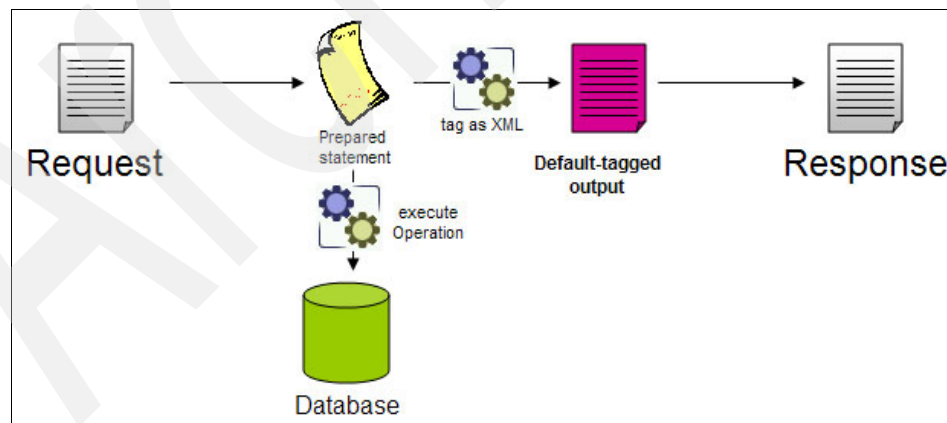 Request
Prepared
statement
tag as XML
Default-tagged
output
Response
execute
Operation
Database